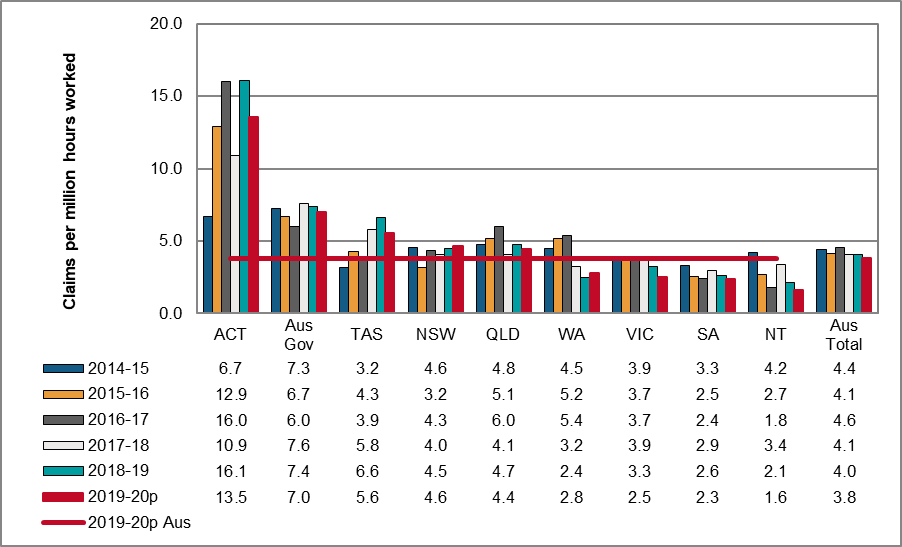 20.0
15.0
10.0
5.0
0.0
Claims per million hours worked
ACT Aus Gov TAS NSW QLD WA VIC SA NT Aus Total
2014-15 6.7 7.3 3.2 4.6 4.8 4.5 3.9 3.3 4.2 4.4
2015-16 12.9 6.7 4.3 3.2 5.1 5.2 3.7 2.5 2.7 4.1
2016-17 16.0 6.0 3.9 4.3 6.0 5.4 3.7 2.4 1.8 4.6
2017-18 10.9 7.6 5.8 4.0 4.1 3.2 3.9 2.9 3.4 4.1
2018-19 16.1 7.4 6.6 4.5 4.7 2.4 3.3 2.6 2.1 4.0
2019-20p 13.5 7.0 5.6 4.6 4.4 2.8 2.5 2.3 1.6 3.8
2019-20p Aus